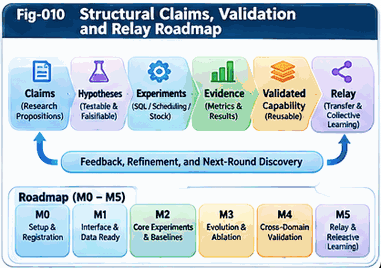 Fig-010
Structural Claims, Validation
and Relay Roadmap
Claims
(Research
Propositions)
Hypotheses
(Testable &
Falsifiable)
Experiments
(SQL / Scheduling /
Stock)
Evidence
(Metrics &
Results)
Validated
Capability
(Reusable)
Relay
(Transfer &
Collective
Learning)
Feedback, Refinement, and Next-Round Discovery
Roadmap (M0 – M5)
M0
Setup &
Registration
M1
Interface &
Data Ready
M2
Core Experiments
& Baselines
M3
Evolution &
Ablation
M4
Cross-Domain
Validation
M5
Relay &
Learning)